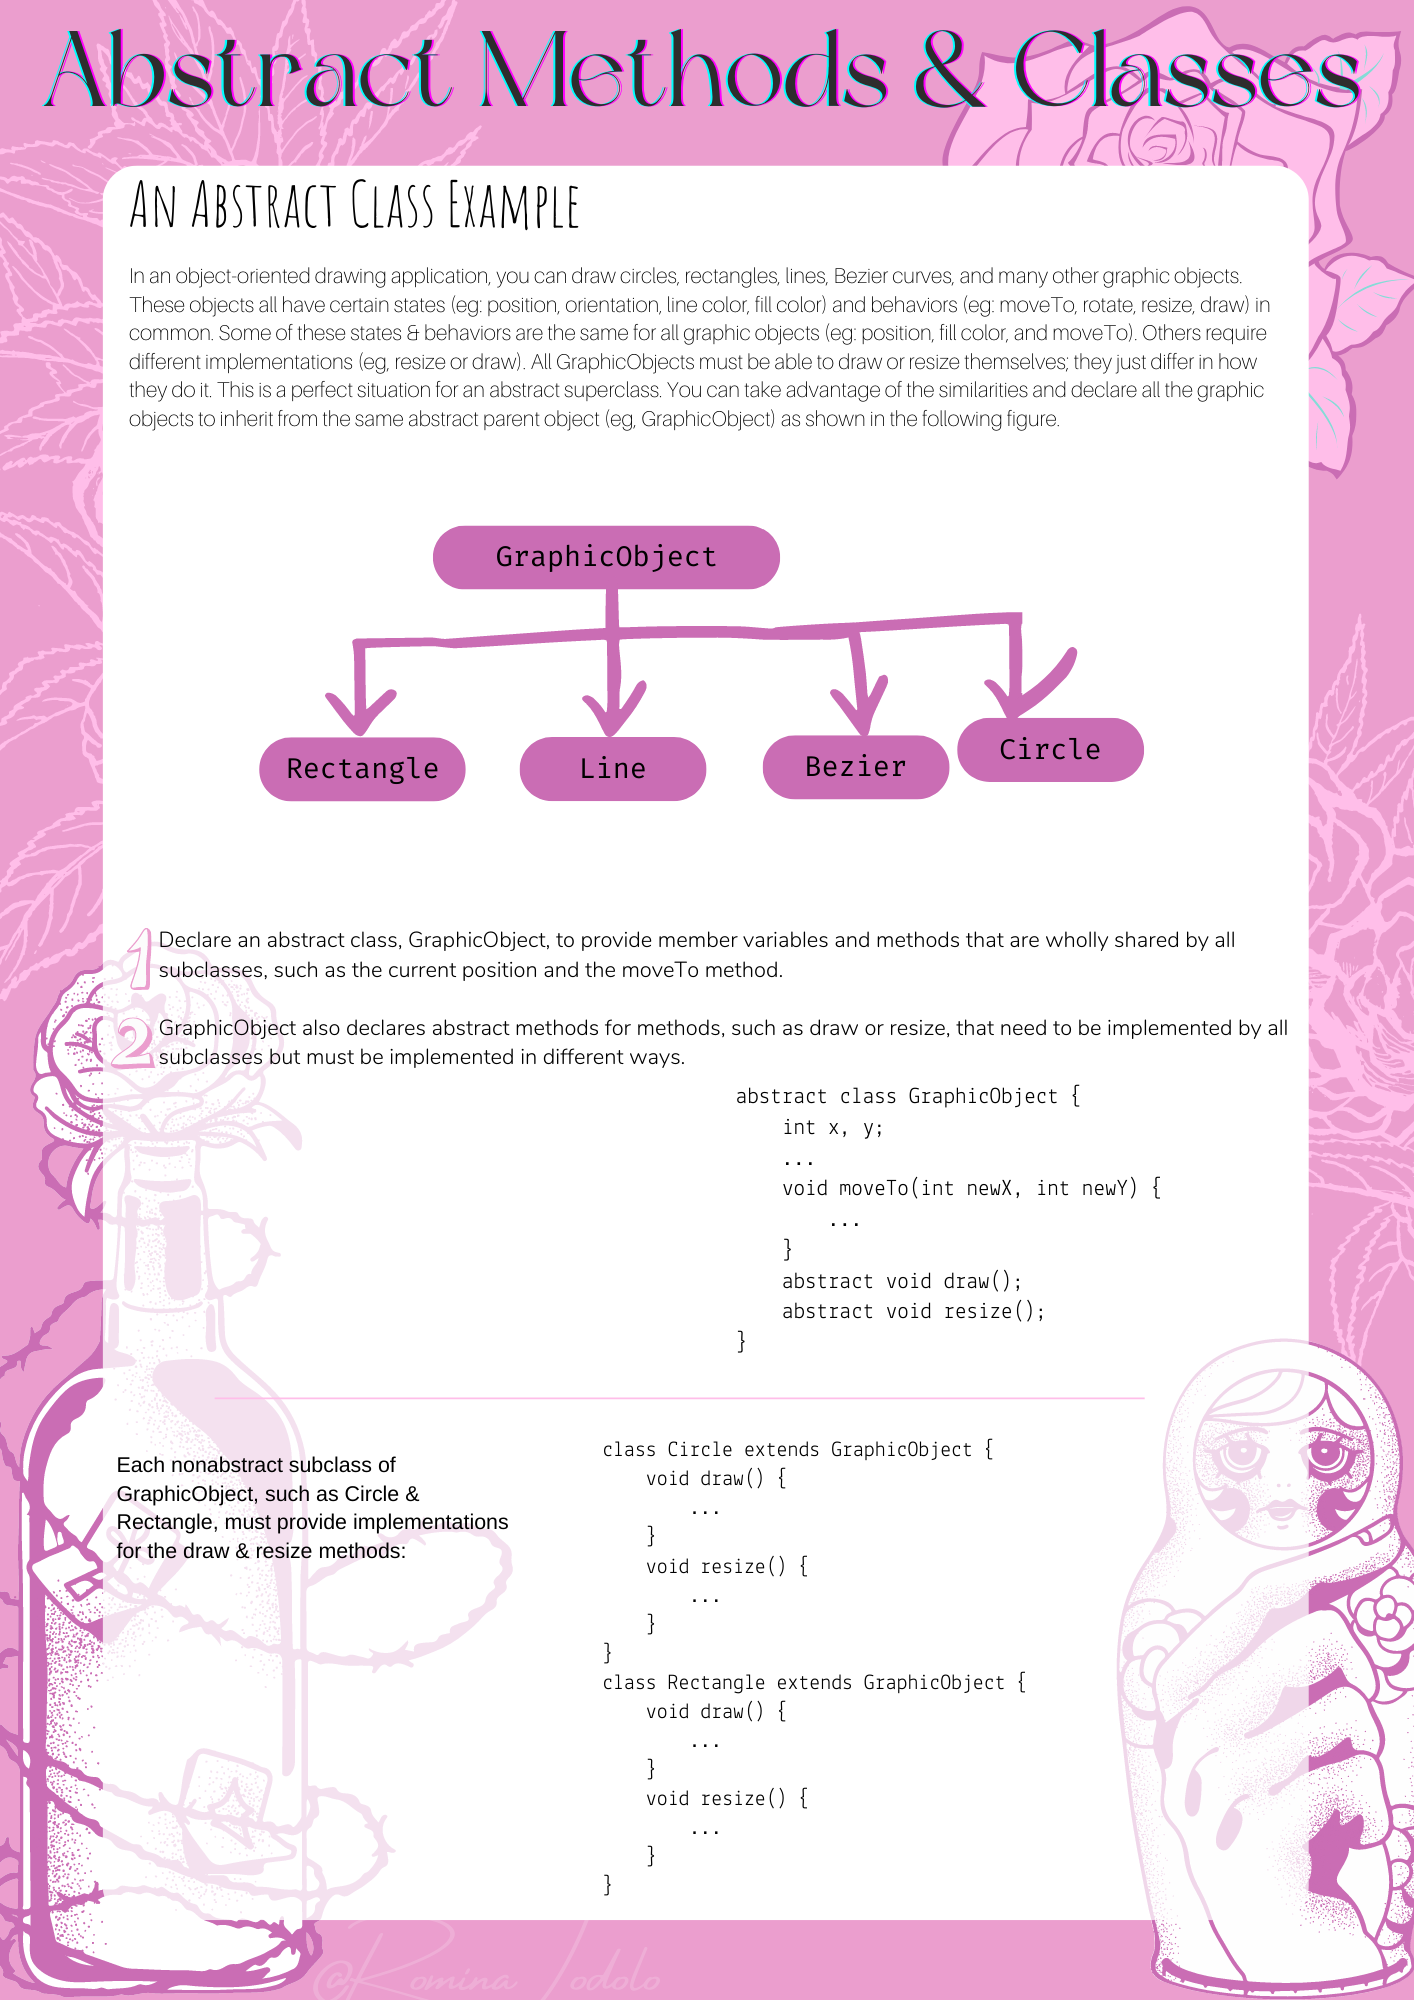 Abstract Methods & Classes
An Abstract Class Example
In an object-oriented drawing application, you can draw circles, rectangles, lines, Bezier curves, and many other graphic objects.
These objects all have certain states (eg: position, orientation, line color, fill color) and behaviors (eg: moveTo, rotate, resize, draw) in
common. Some of these states & behaviors are the same for all graphic objects (eg: position, fill color, and moveTo). Others require
different implementations (eg, resize or draw). All GraphicObjects must be able to draw or resize themselves; they just differ in how
they do it. This is a perfect situation for an abstract superclass. You can take advantage of the similarities and declare all the graphic
objects to inherit from the same abstract parent object (eg, GraphicObject) as shown in the following figure.
GraphicObject
Rectangle
Line
Bezier
Circle
1 Declare an abstract class, GraphicObject, to provide member variables and methods that are wholly shared by all
subclasses, such as the current position and the moveTo method.
2 GraphicObject also declares abstract methods for methods, such as draw or resize, that need to be implemented by all
subclasses but must be implemented in different ways.
abstract class GraphicObject {
    int x, y;
    ...
    void moveTo(int newX, int newY) {
        ...
    }
    abstract void draw();
    abstract void resize();
}
Each nonabstract subclass of
GraphicObject, such as Circle &
Rectangle, must provide implementations
for the draw & resize methods:
class Circle extends GraphicObject {
    void draw() {
        ...
    }
    void resize() {
        ...
    }
}
class Rectangle extends GraphicObject {
    void draw() {
        ...
    }
    void resize() {
        ...
    }
}
@Romina Iodolo